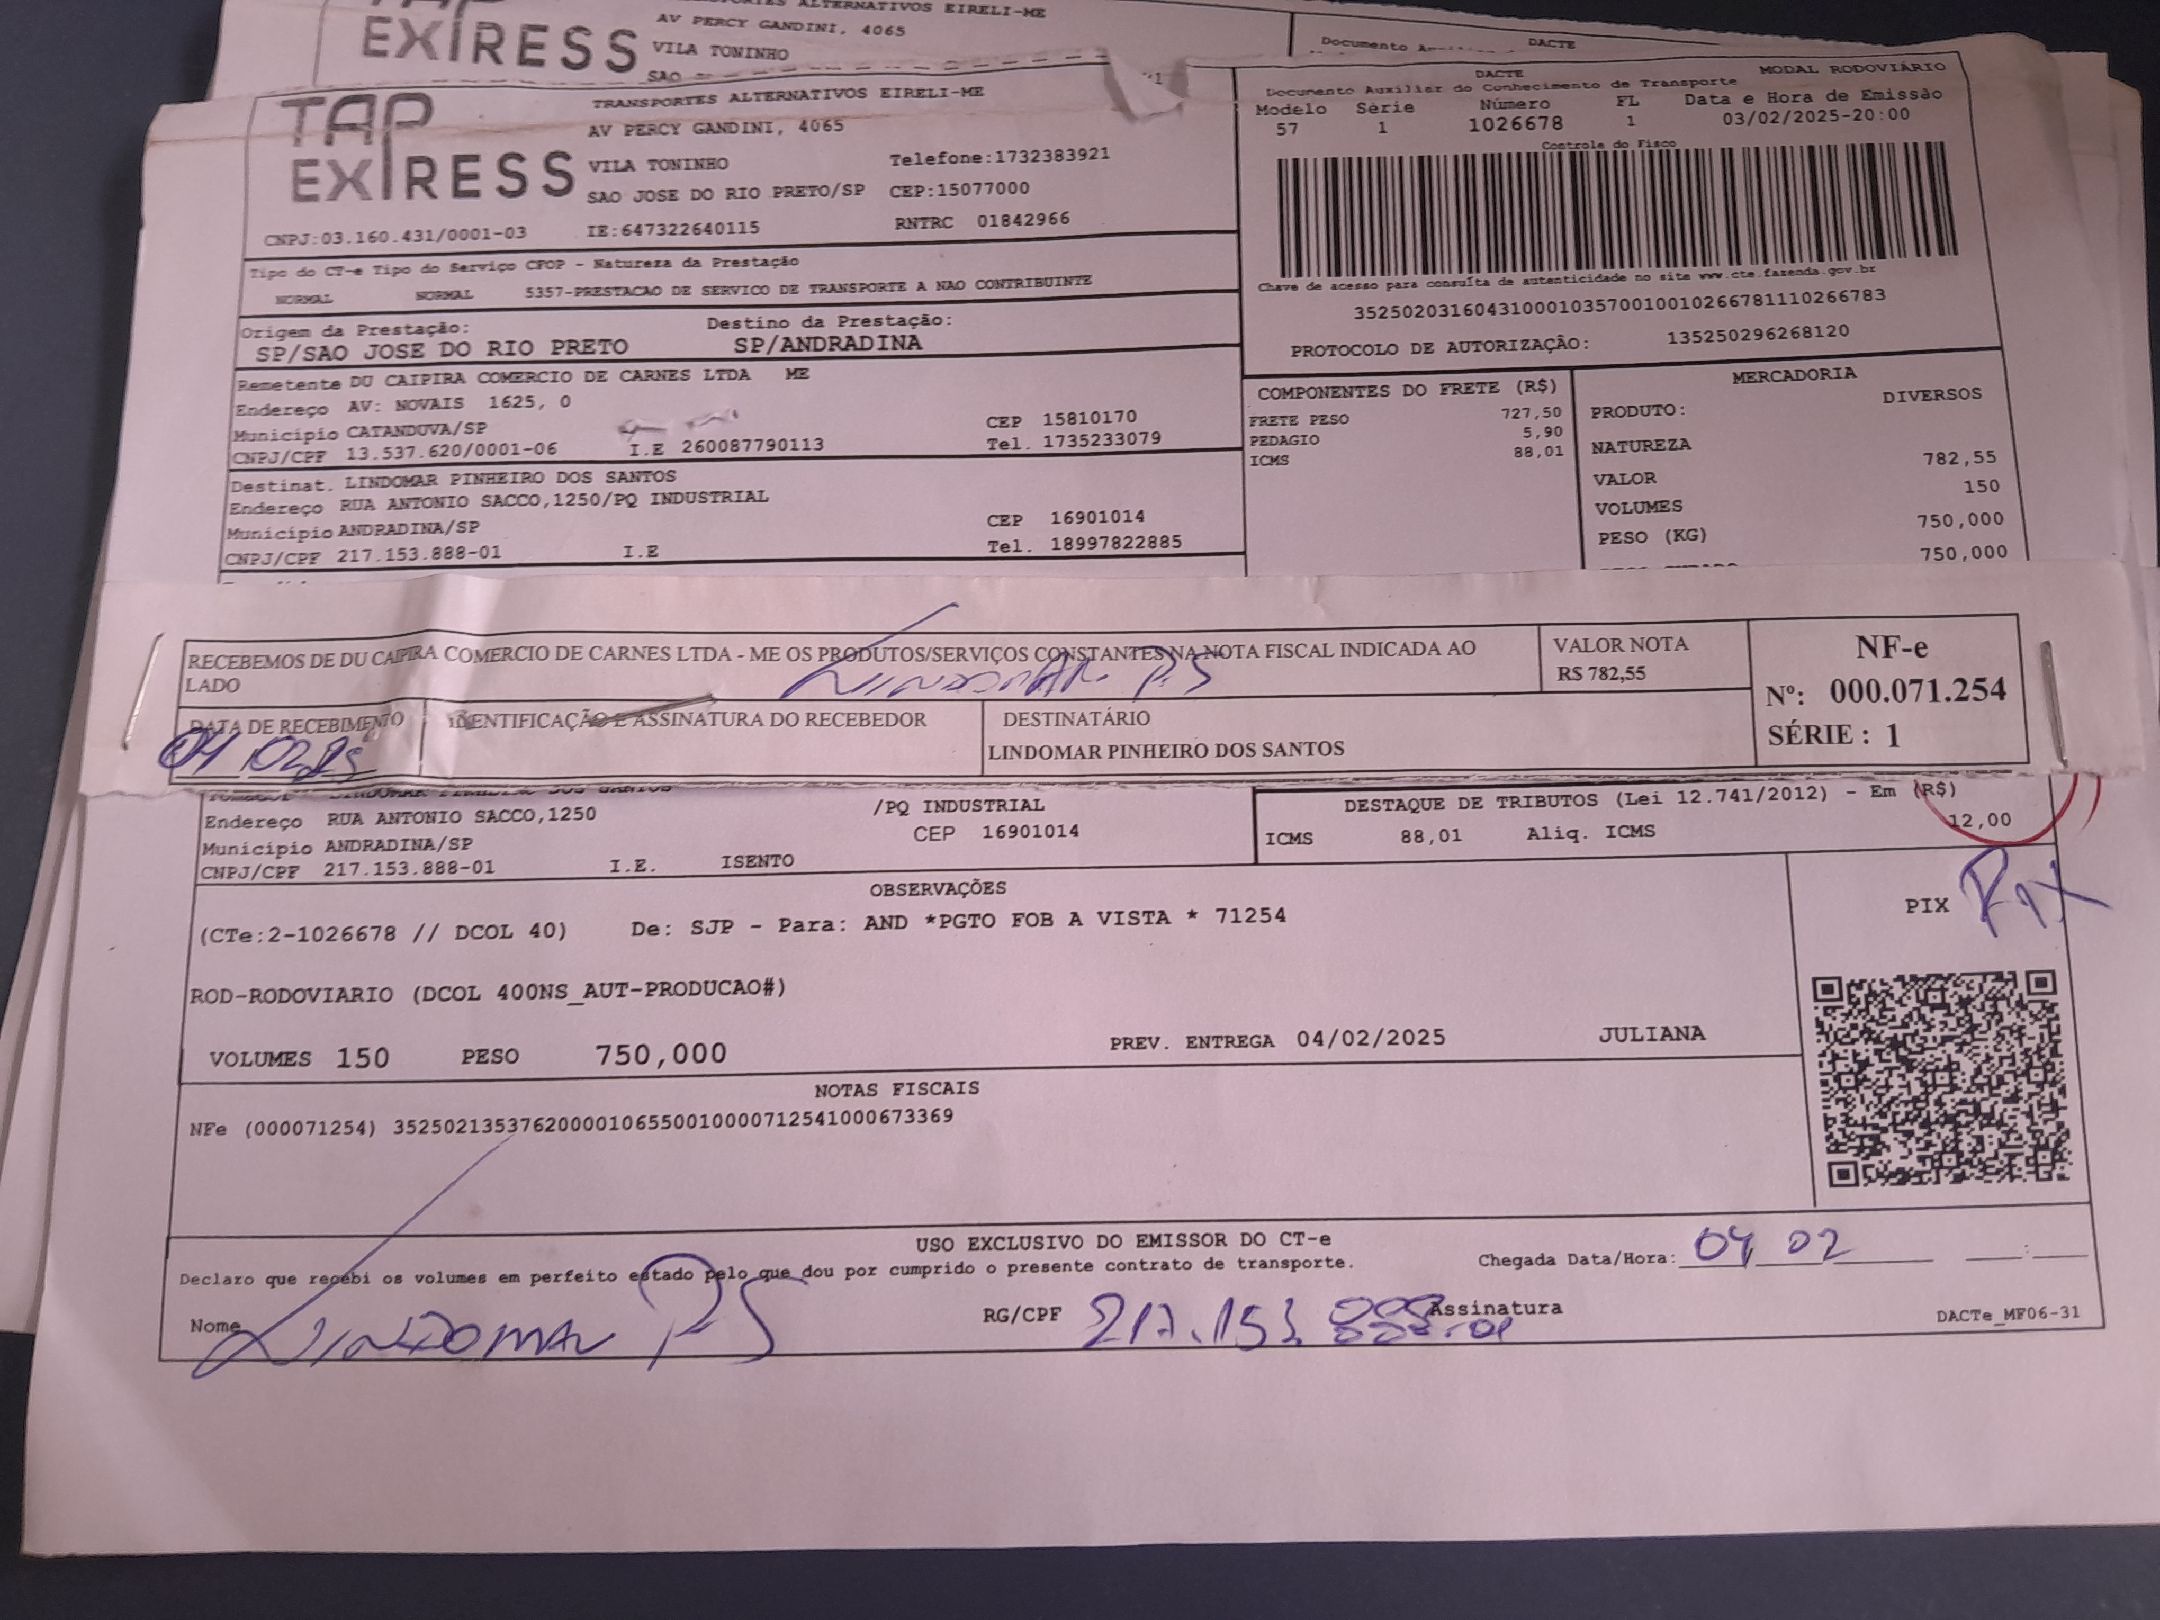 TRANSPORTES ALTERNATIVOS EIRELI-ME
EXPRESS
AV PERCY GANDINI, 4065
VILA TONINHO
SAO
DACTE
TAP
EXPRESS
TRANSPORTES ALTERNATIVOS EIRELI-ME
AV PERCY GANDINI, 4065
VILA TONINHO Telefone:1732383921
SAO JOSE DO RIO PRETO/SP CEP:15077000
CNPJ:03.160.431/0001-03 IE:647322640115 RNTRC 01842966
DACTE MODAL RODOVIÁRIO
Documento Auxiliar do Conhecimento de Transporte
Modelo Série Número FL Data e Hora de Emissão
57 1 1026678 1 03/02/2025-20:00
Controle do Fisco
Chave de acesso para consulta de autenticidade no site www.cte.fazenda.gov.br
35250203160431000103570010010266781110266783
PROTOCOLO DE AUTORIZAÇÃO: 135250296268120
Tipo do CT-e Tipo do Serviço CFOP - Natureza da Prestação
NORMAL NORMAL 5357-PRESTACAO DE SERVICO DE TRANSPORTE A NAO CONTRIBUINTE
Origem da Prestação: Destino da Prestação:
SP/SAO JOSE DO RIO PRETO SP/ANDRADINA
Remetente DU CAIPIRA COMERCIO DE CARNES LTDA ME
Endereço AV: NOVAIS 1625, 0
Município CATANDUVA/SP CEP 15810170
CNPJ/CPF 13.537.620/0001-06 I.E 260087790113 Tel. 1735233079
Destinat. LINDOMAR PINHEIRO DOS SANTOS
Endereço RUA ANTONIO SACCO,1250/PQ INDUSTRIAL
Município ANDRADINA/SP CEP 16901014
CNPJ/CPF 217.153.888-01 I.E Tel. 18997822885
COMPONENTES DO FRETE (R$)
FRETE PESO 727,50
PEDAGIO 5,90
ICMS 88,01
MERCADORIA
PRODUTO: DIVERSOS
NATUREZA
VALOR 782,55
VOLUMES 150
PESO (KG) 750,000
750,000
RECEBEMOS DE DU CAIPIRA COMERCIO DE CARNES LTDA - ME OS PRODUTOS/SERVIÇOS CONSTANTES NA NOTA FISCAL INDICADA AO
LADO
LINDOMAR P.S
VALOR NOTA
R$ 782,55
NF-e
Nº: 000.071.254
SÉRIE : 1
DATA DE RECEBIMENTO IDENTIFICAÇÃO E ASSINATURA DO RECEBEDOR DESTINATÁRIO
04 02 25 LINDOMAR PINHEIRO DOS SANTOS
Endereço RUA ANTONIO SACCO,1250 /PQ INDUSTRIAL
Município ANDRADINA/SP CEP 16901014
CNPJ/CPF 217.153.888-01 I.E. ISENTO
DESTAQUE DE TRIBUTOS (Lei 12.741/2012) - Em (R$)
ICMS 88,01 Aliq. ICMS 12,00
OBSERVAÇÕES
(CTe:2-1026678 // DCOL 40) De: SJP - Para: AND *PGTO FOB A VISTA * 71254
ROD-RODOVIARIO (DCOL 400NS_AUT-PRODUCAO#)
PIX PIX
VOLUMES 150 PESO 750,000 PREV. ENTREGA 04/02/2025 JULIANA
NOTAS FISCAIS
NFe (000071254) 35250213537620000106550010000712541000673369
USO EXCLUSIVO DO EMISSOR DO CT-e
Declaro que recebi os volumes em perfeito estado pelo que dou por cumprido o presente contrato de transporte.
Chegada Data/Hora: 04 02 :
Nome LINDOMAR PS RG/CPF 217.153 888-01 Assinatura
DACTe_MF06-31